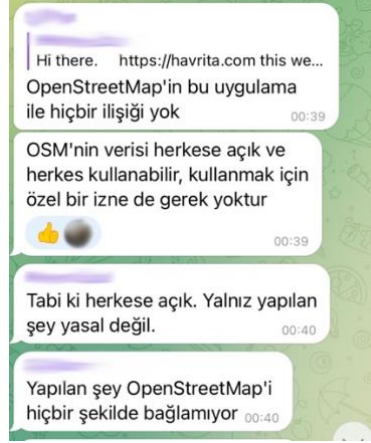 Hi there. https://havrita.com this we...
OpenStreetMap'in bu uygulama
ile hiçbir ilişiği yok
00:39
OSM'nin verisi herkese açık ve
herkes kullanabilir, kullanmak için
özel bir izne de gerek yoktur
00:39
Tabi ki herkese açık. Yalnız yapılan
şey yasal değil.
00:40
Yapılan şey OpenStreetMap'i
hiçbir şekilde bağlamıyor 00:40